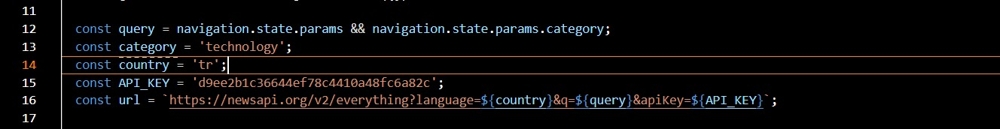 11
12 const query = navigation.state.params && navigation.state.params.category;
13 const category = 'technology';
14 const country = 'tr';
15 const API_KEY = 'd9ee2b1c36644ef78c4410a48fc6a82c';
16 const url = `https://newsapi.org/v2/everything?language=${country}&q=${query}&apiKey=${API_KEY}`;
17